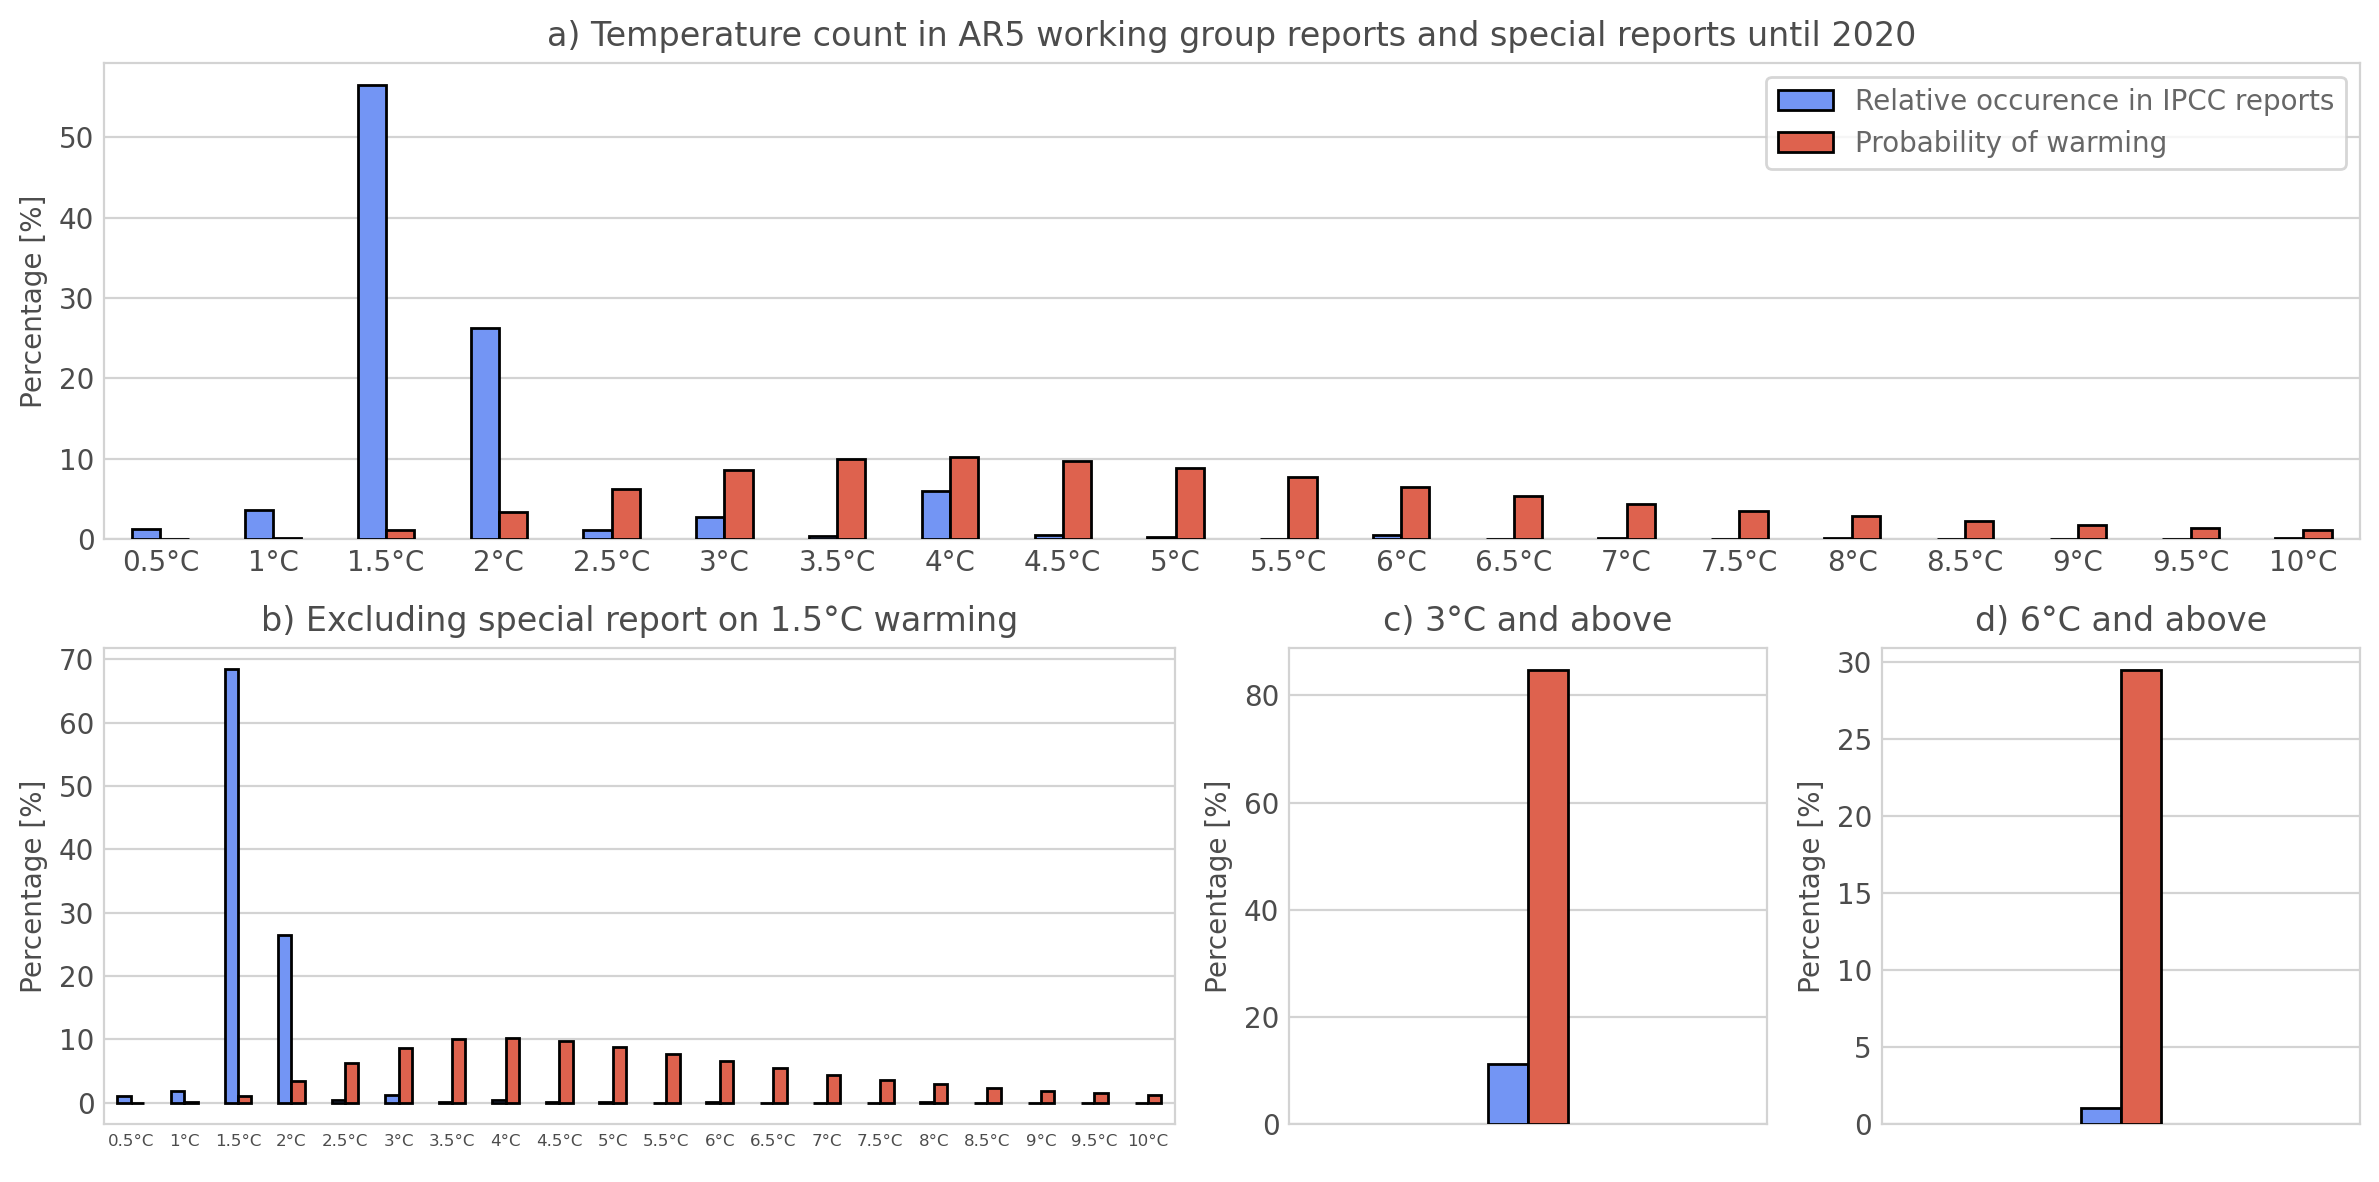 a) Temperature count in AR5 working group reports and special reports until 2020
Percentage [%]
50
40
30
20
10
0
Relative occurence in IPCC reports
Probability of warming
0.5°C 1°C 1.5°C 2°C 2.5°C 3°C 3.5°C 4°C 4.5°C 5°C 5.5°C 6°C 6.5°C 7°C 7.5°C 8°C 8.5°C 9°C 9.5°C 10°C
b) Excluding special report on 1.5°C warming
Percentage [%]
70
60
50
40
30
20
10
0
0.5°C 1°C 1.5°C 2°C 2.5°C 3°C 3.5°C 4°C 4.5°C 5°C 5.5°C 6°C 6.5°C 7°C 7.5°C 8°C 8.5°C 9°C 9.5°C 10°C
c) 3°C and above
Percentage [%]
80
60
40
20
0
d) 6°C and above
Percentage [%]
30
25
20
15
10
5
0